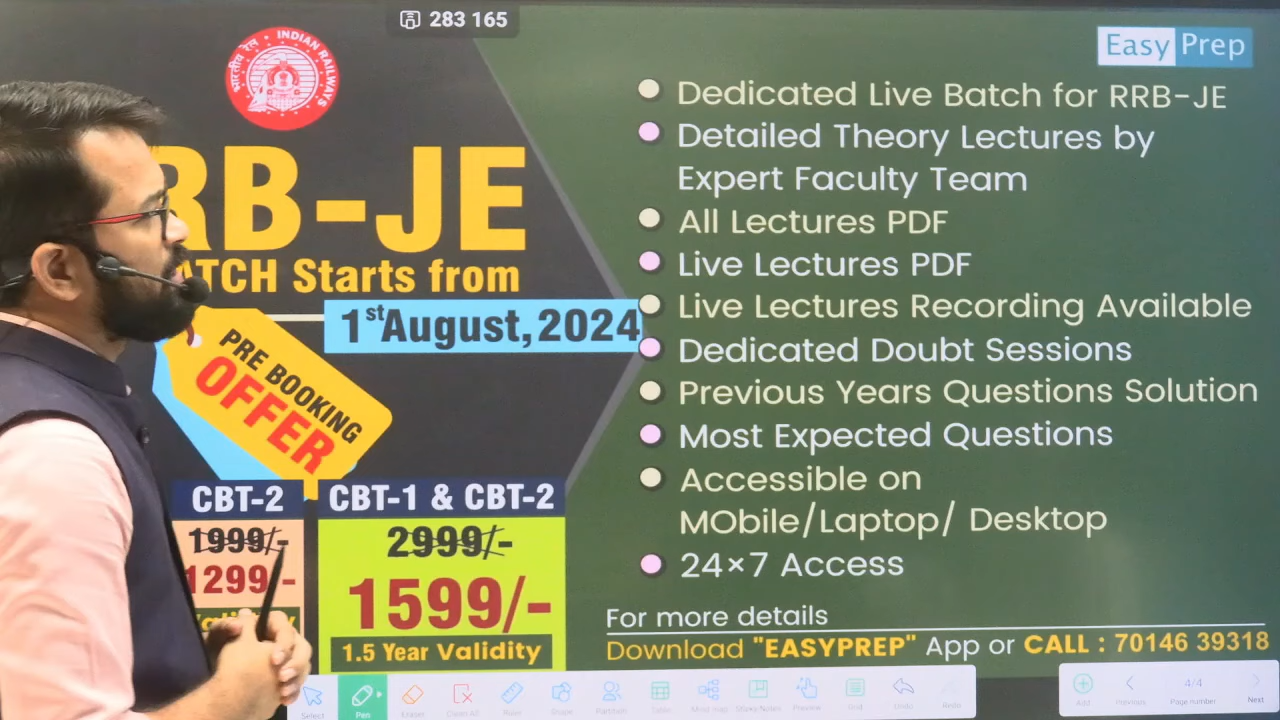 283 165
Easy Prep
भारतीय रेल • INDIAN RAILWAYS
RB-JE
ATCH Starts from
1st August, 2024
PRE BOOKING
OFFER
CBT-2
1999/-
1299/-
CBT-1 & CBT-2
2999/-
1599/-
1.5 Year Validity
Dedicated Live Batch for RRB-JE
Detailed Theory Lectures by
Expert Faculty Team
All Lectures PDF
Live Lectures PDF
Live Lectures Recording Available
Dedicated Doubt Sessions
Previous Years Questions Solution
Most Expected Questions
Accessible on
MObile/Laptop/ Desktop
24×7 Access
For more details
Download "EASYPREP" App or CALL : 70146 39318
Select Pen Eraser Clear All Ruler Shape Table Mind map Sticky Notes Preview Grid Undo Redo
Add Previous 4/4 Page number Next